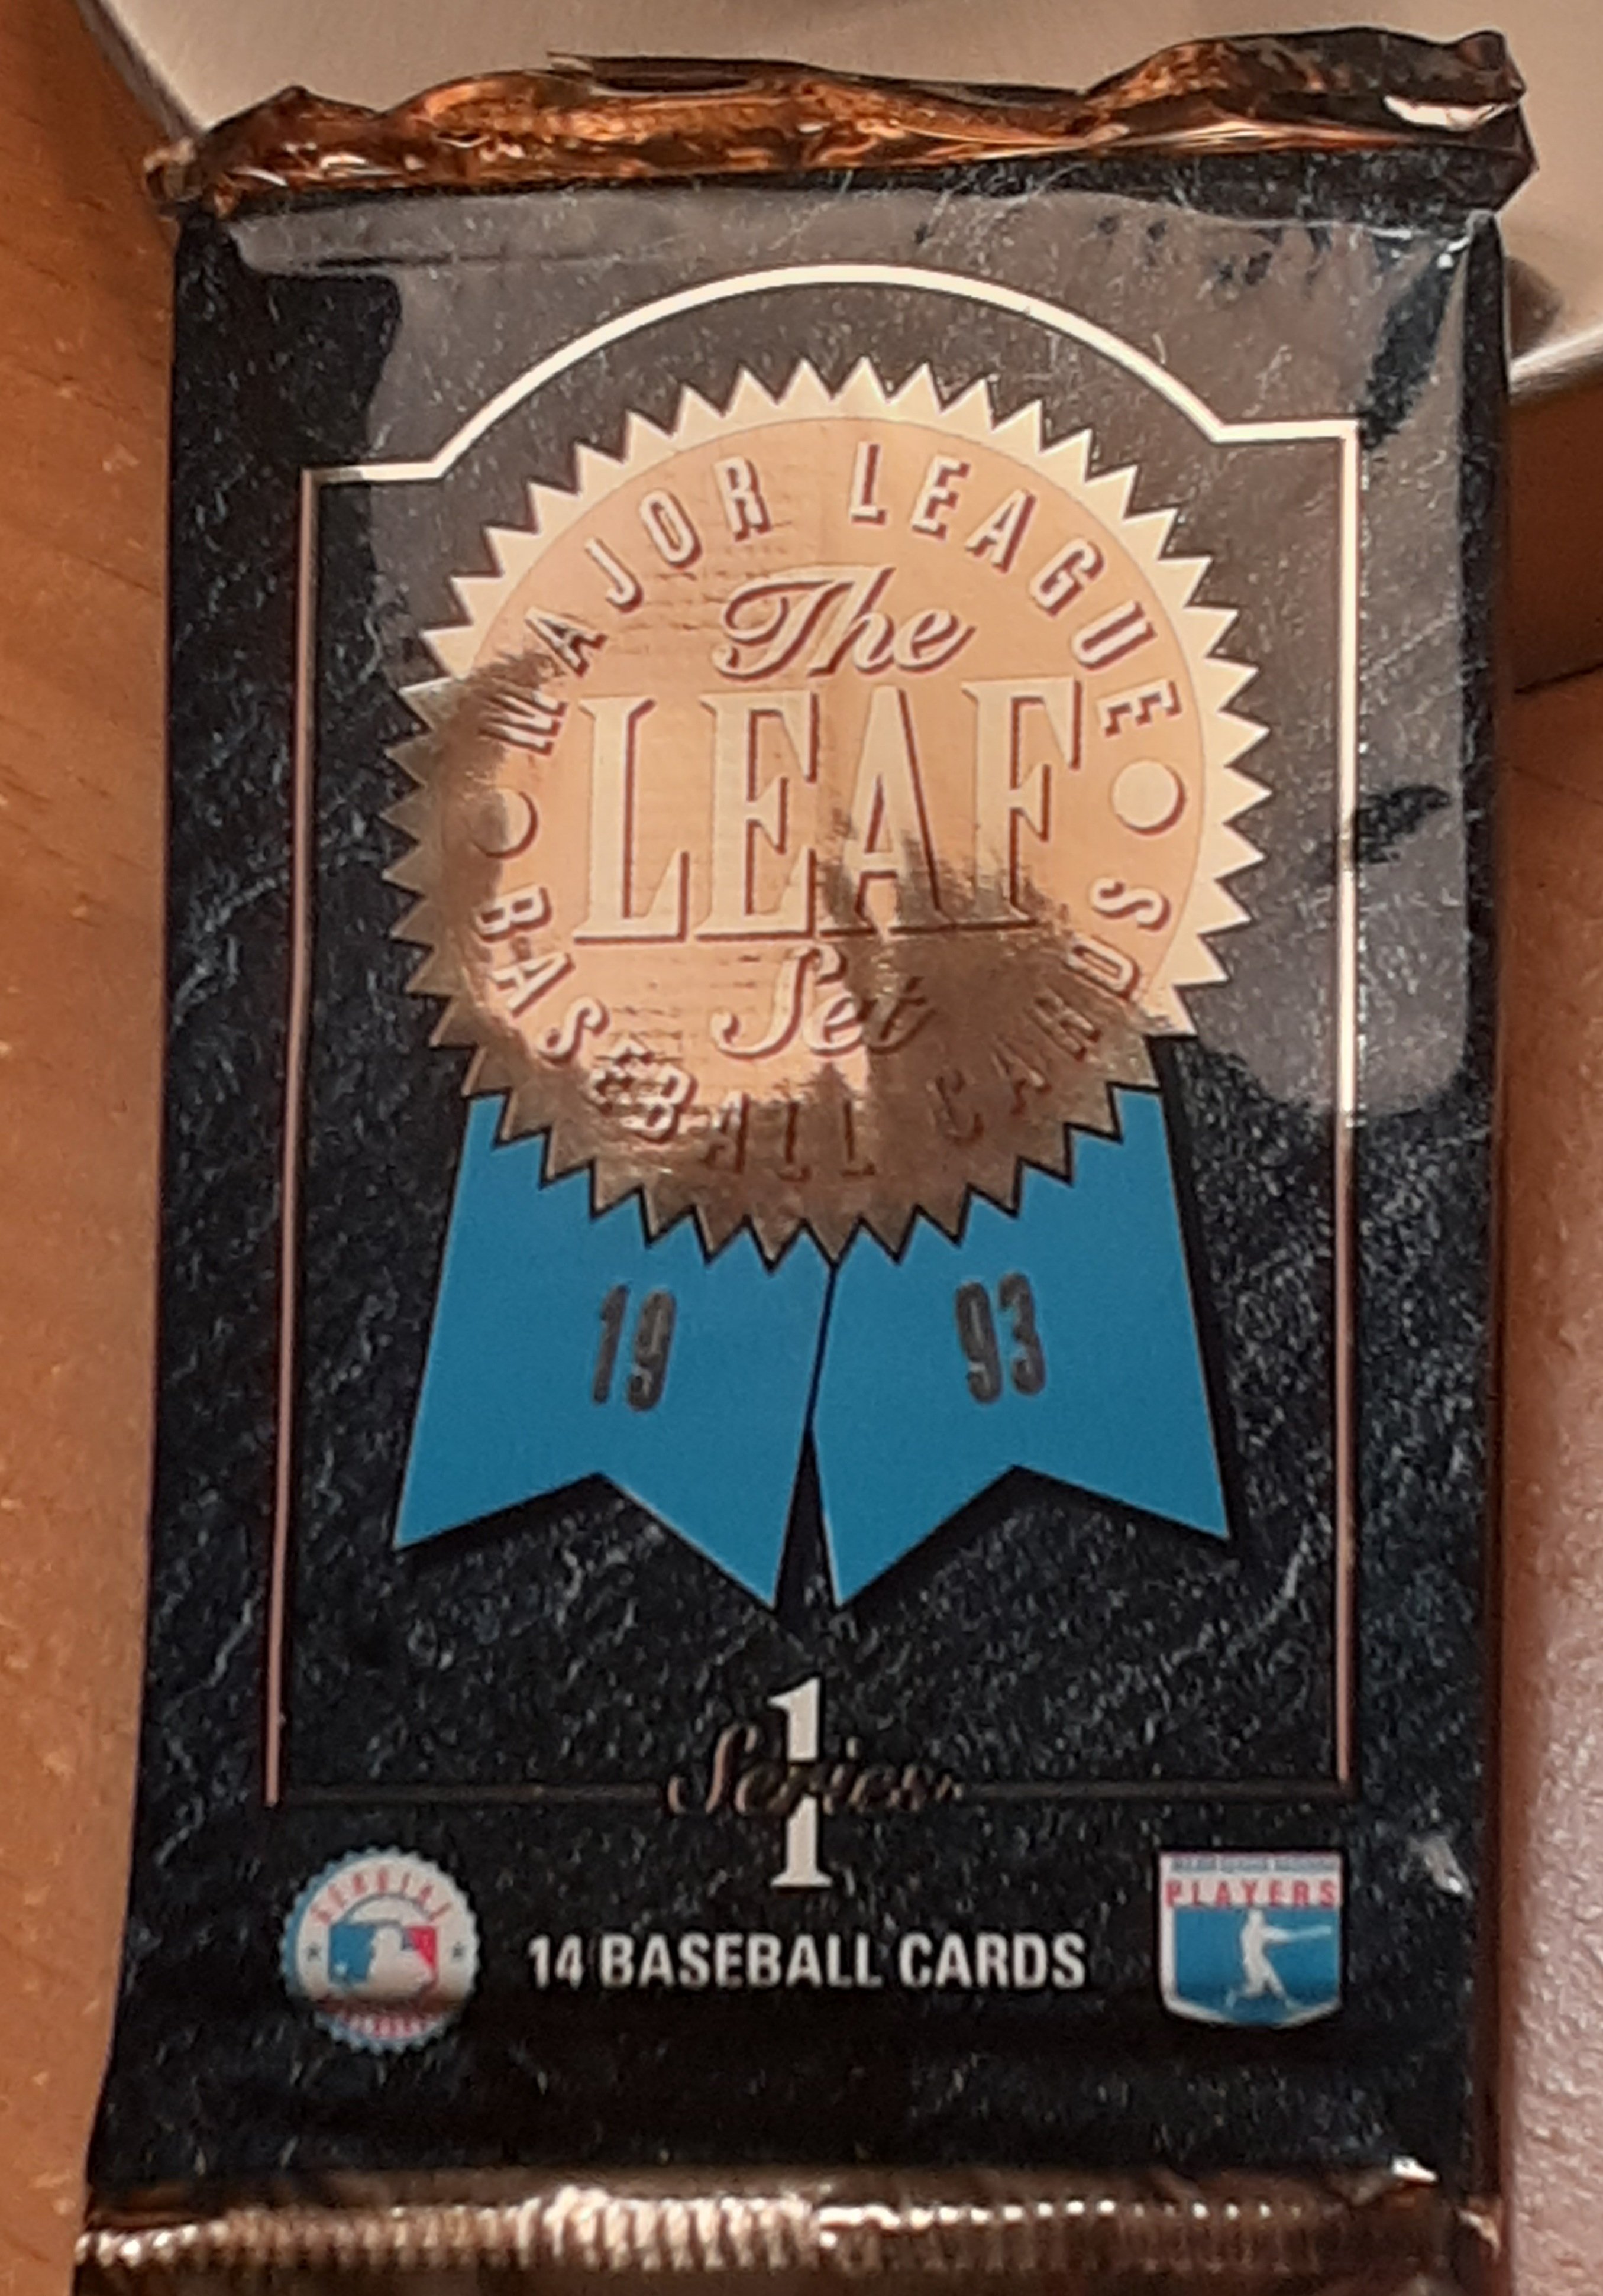 MAJOR LEAGUE
The
LEAF
Set
BASEBALL CARDS
19 93
Series 1
14 BASEBALL CARDS
PLAYERS